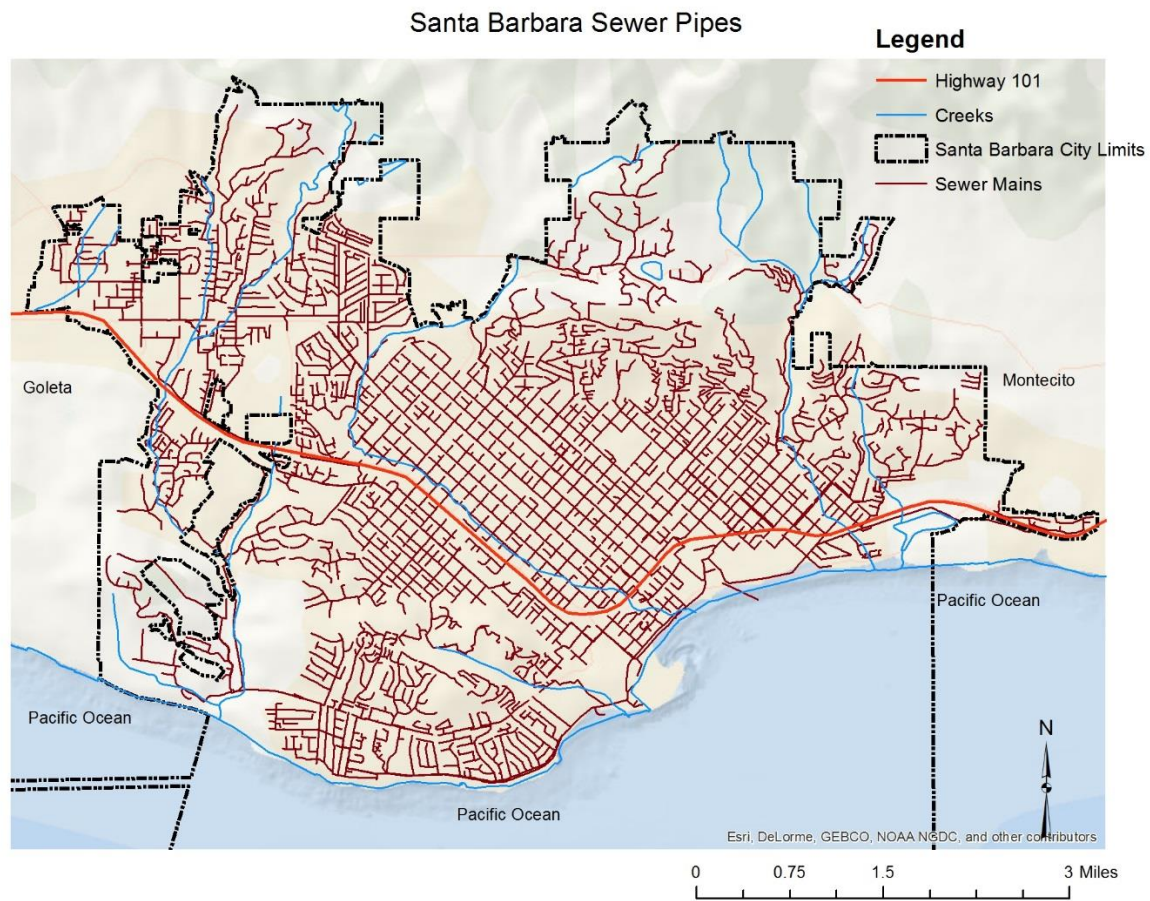 Santa Barbara Sewer Pipes
Legend
Highway 101
Creeks
Santa Barbara City Limits
Sewer Mains
Goleta
Montecito
Pacific Ocean
Pacific Ocean
Pacific Ocean
N
Esri, DeLorme, GEBCO, NOAA NGDC, and other contributors
0 0.75 1.5 3 Miles